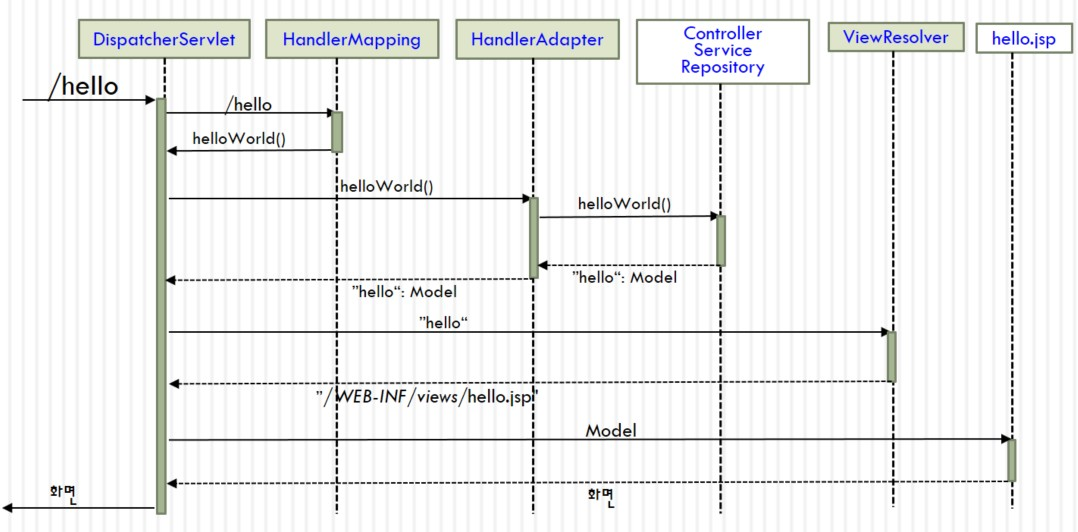 DispatcherServlet
HandlerMapping
HandlerAdapter
Controller
Service
Repository
ViewResolver
hello.jsp
/hello
/hello
helloWorld()
helloWorld()
helloWorld()
"hello“: Model
"hello“: Model
"hello“
"/WEB-INF/views/hello.jsp"
Model
화면
화면